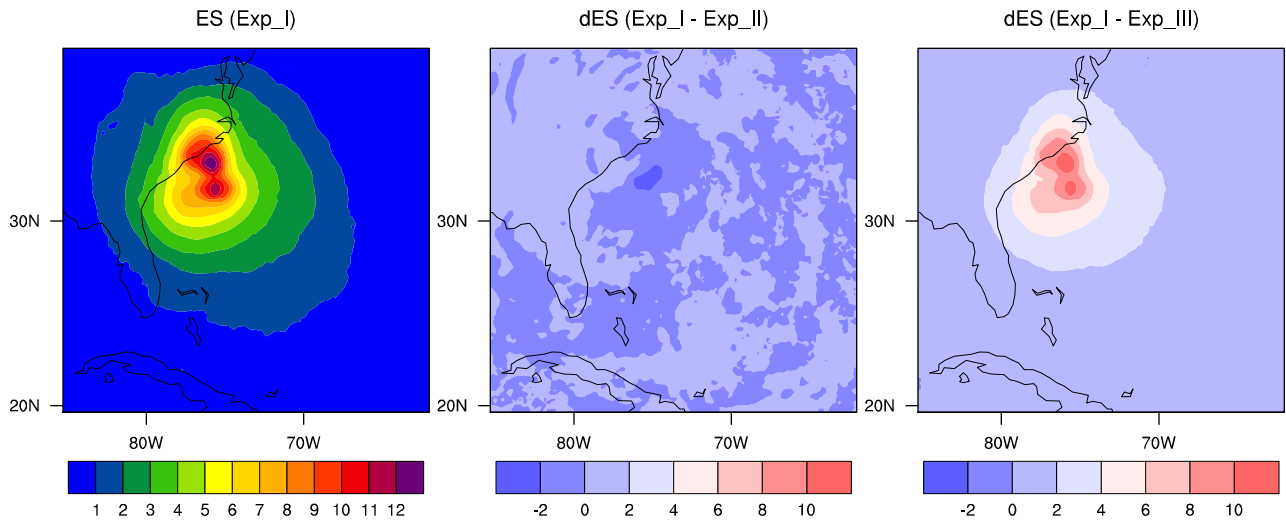 ES (Exp_I)
dES (Exp_I - Exp_II)
dES (Exp_I - Exp_III)
30N
20N
80W
70W
30N
20N
80W
70W
30N
20N
80W
70W
1 2 3 4 5 6 7 8 9 10 11 12
-2 0 2 4 6 8 10
-2 0 2 4 6 8 10